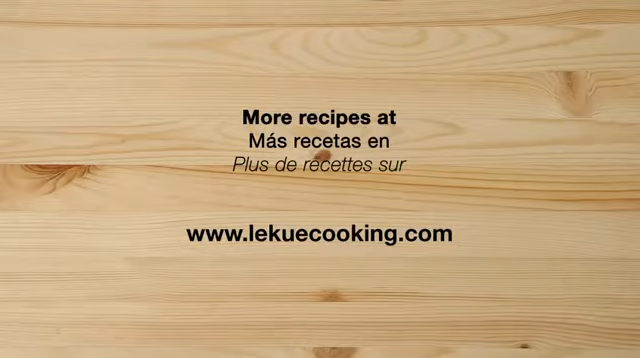 More recipes at
Más recetas en
Plus de recettes sur
www.lekuecooking.com